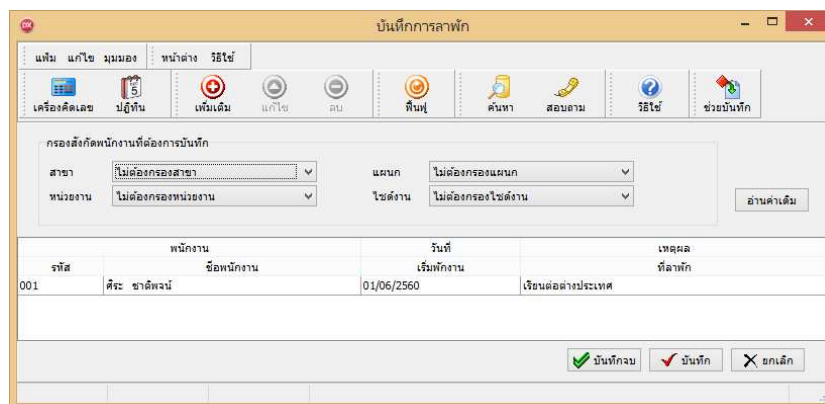 บันทึกการลาพัก
แฟ้ม แก้ไข มุมมอง หน้าต่าง วิธีใช้
5
เครื่องคิดเลข ปฏิทิน เพิ่มเติม แก้ไข ลบ ฟื้นฟู ค้นหา สอบถาม วิธีใช้ ช่วยบันทึก
กรองสังกัดพนักงานที่ต้องการบันทึก
สาขา ไม่ต้องกรองสาขา แผนก ไม่ต้องกรองแผนก
หน่วยงาน ไม่ต้องกรองหน่วยงาน ไซด์งาน ไม่ต้องกรองไซด์งาน
อ่านค่าเดิม
พนักงาน วันที่ เหตุผล
รหัส ชื่อพนักงาน เริ่มพักงาน ที่ลาพัก
001 ศิระ ชาติพจน์ 01/06/2560 เรียนต่อต่างประเทศ
บันทึกจบ บันทึก ยกเลิก